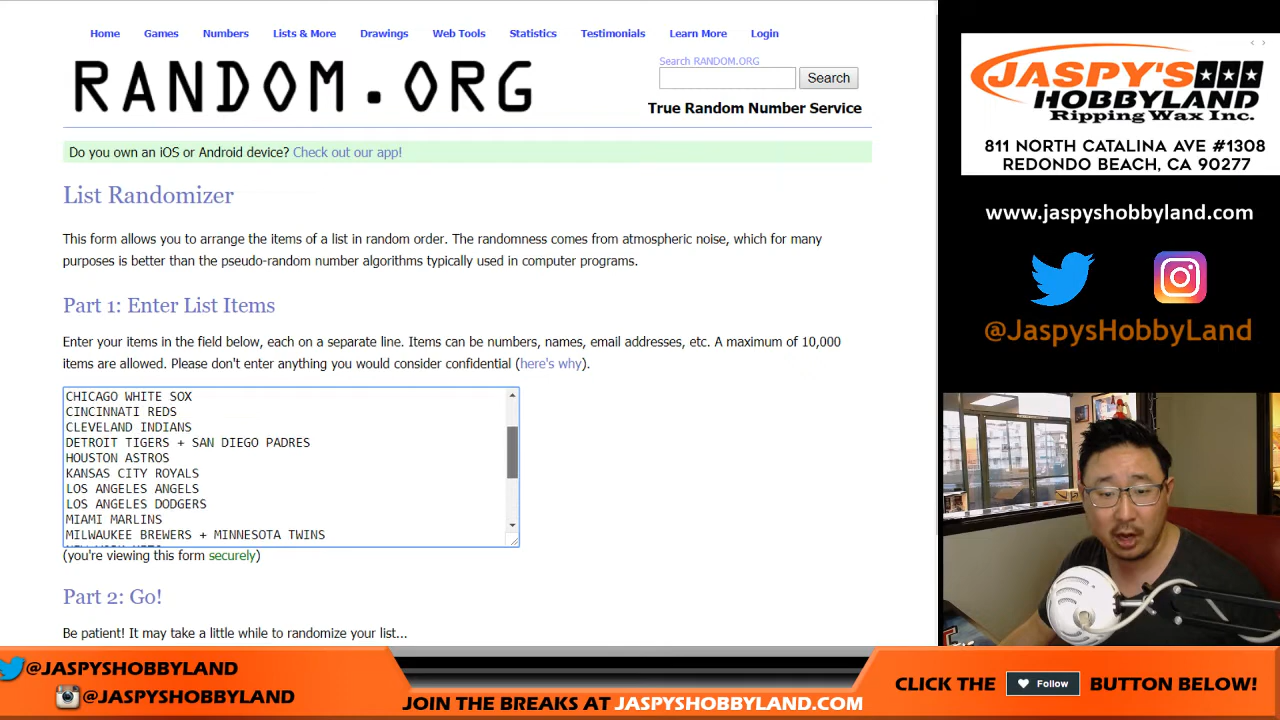 Home Games Numbers Lists & More Drawings Web Tools Statistics Testimonials Learn More Login
RANDOM.ORG
Search RANDOM.ORG
Search
True Random Number Service
Do you own an iOS or Android device? Check out our app!
List Randomizer
This form allows you to arrange the items of a list in random order. The randomness comes from atmospheric noise, which for many
purposes is better than the pseudo-random number algorithms typically used in computer programs.
Part 1: Enter List Items
Enter your items in the field below, each on a separate line. Items can be numbers, names, email addresses, etc. A maximum of 10,000
items are allowed. Please don't enter anything you would consider confidential (here's why).
CHICAGO WHITE SOX
CINCINNATI REDS
CLEVELAND INDIANS
DETROIT TIGERS + SAN DIEGO PADRES
HOUSTON ASTROS
KANSAS CITY ROYALS
LOS ANGELES ANGELS
LOS ANGELES DODGERS
MIAMI MARLINS
MILWAUKEE BREWERS + MINNESOTA TWINS
(you're viewing this form securely)
Part 2: Go!
Be patient! It may take a little while to randomize your list...
JASPY'S
HOBBYLAND
Ripping Wax Inc.
811 NORTH CATALINA AVE #1308
REDONDO BEACH, CA 90277
www.jaspyshobbyland.com
@JaspysHobbyLand
@JASPYSHOBBYLAND
@JASPYSHOBBYLAND
JOIN THE BREAKS AT JASPYSHOBBYLAND.COM
CLICK THE Follow BUTTON BELOW!